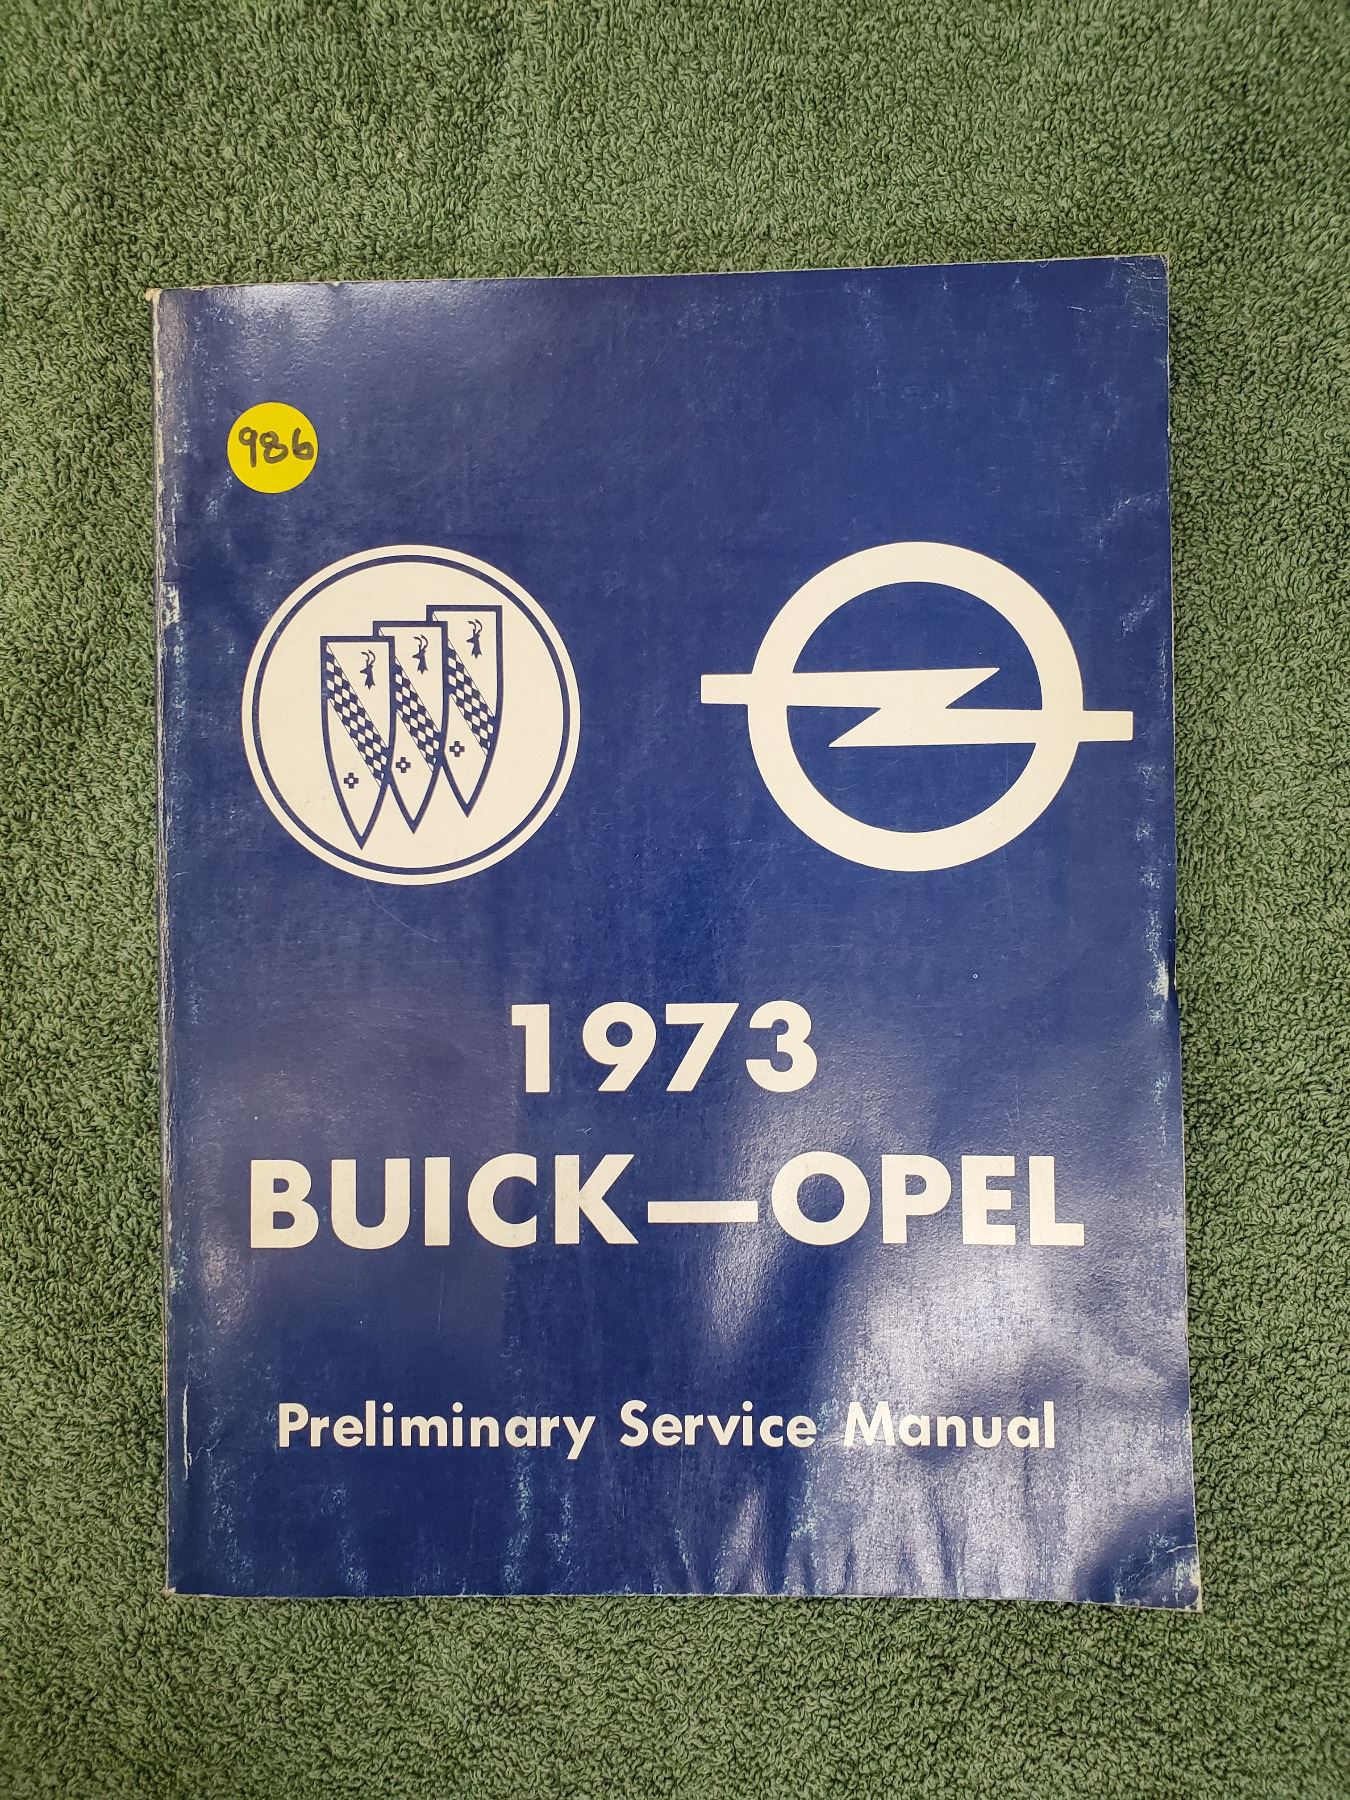 986
1973
BUICK—OPEL
Preliminary Service Manual